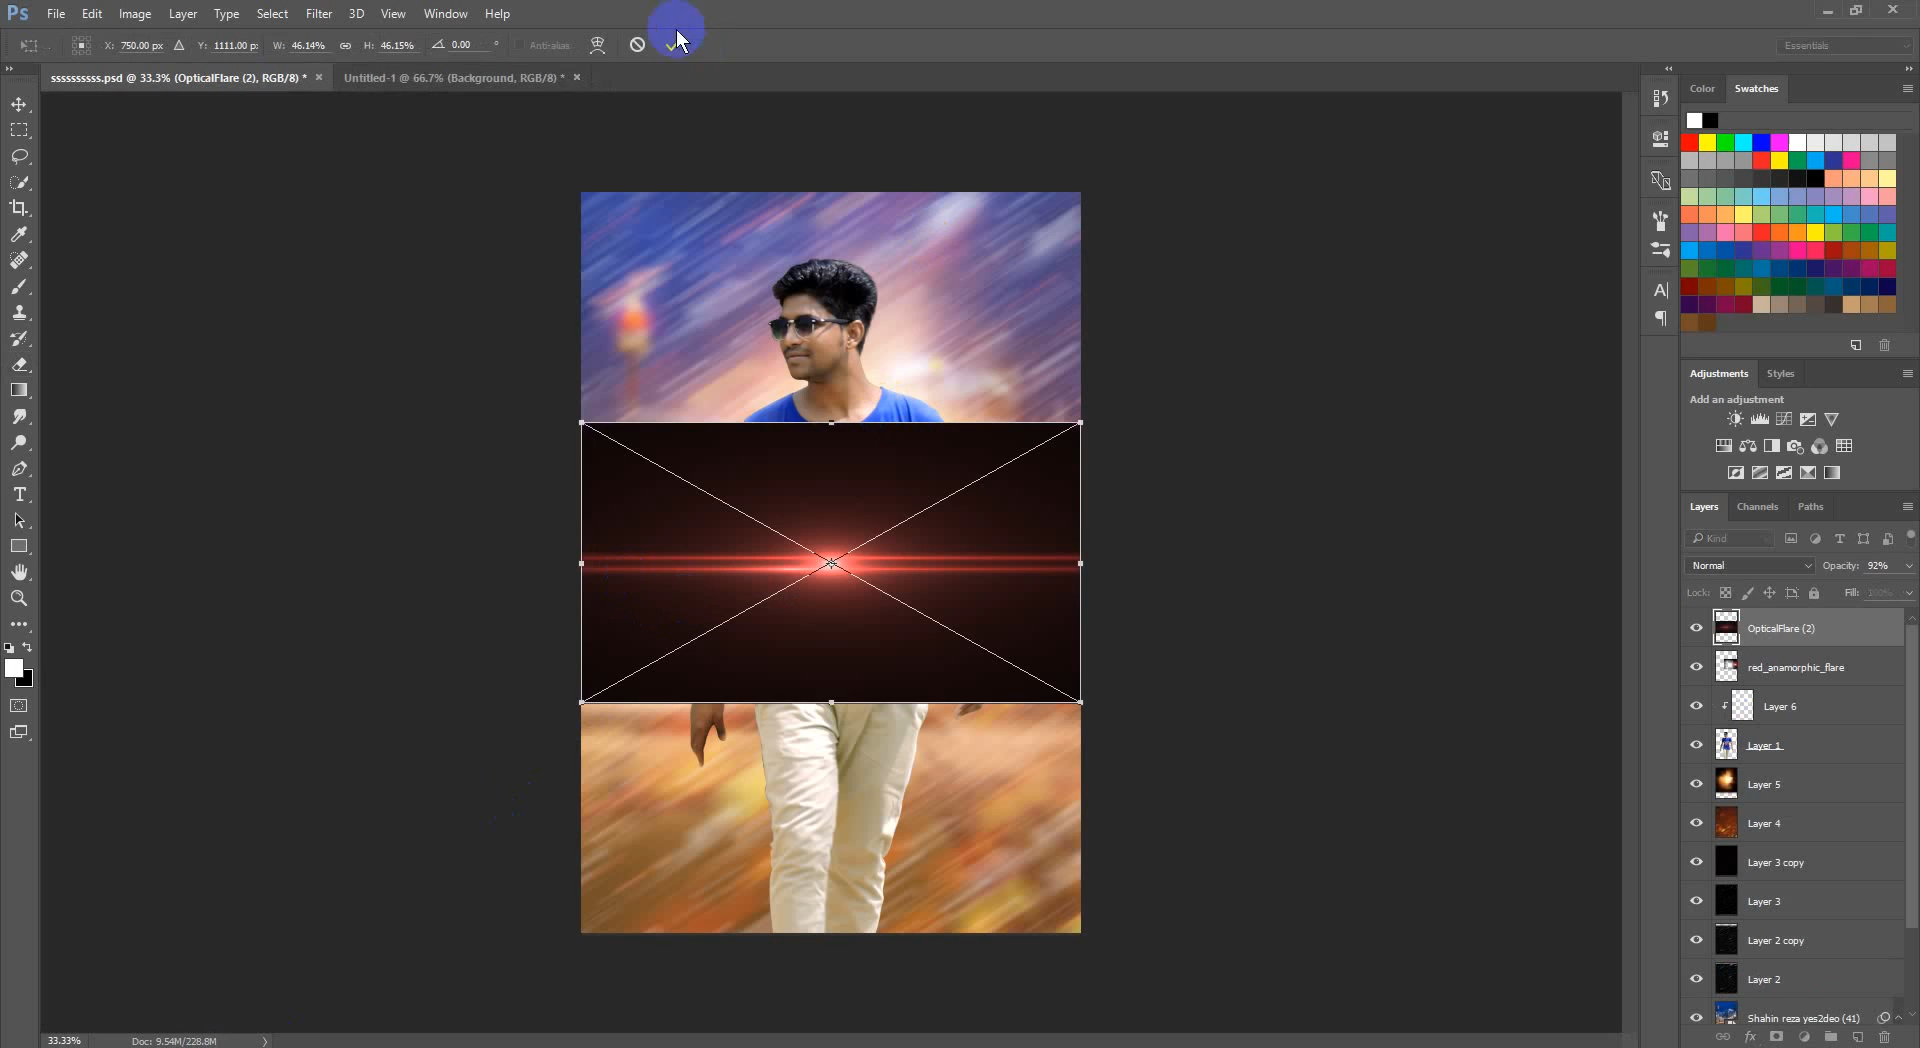 Ps File Edit Image Layer Type Select Filter 3D View Window Help
X: 750.00 px Y: 1111.00 p: W: 46.14% H: 46.15% 0.00 ° Anti-alias Essentials
ssssssssss.psd @ 33.3% (OpticalFlare (2), RGB/8) * × Untitled-1 @ 66.7% (Background, RGB/8) * ×
Color Swatches
Adjustments Styles
Add an adjustment
Layers Channels Paths
Kind
Normal Opacity: 92%
Lock: Fill: 100%
OpticalFlare (2)
red_anamorphic_flare
Layer 6
Layer 1
Layer 5
Layer 4
Layer 3 copy
Layer 3
Layer 2 copy
Layer 2
Shahin reza yes2deo (41)
33.33% Doc: 9.54M/228.8M